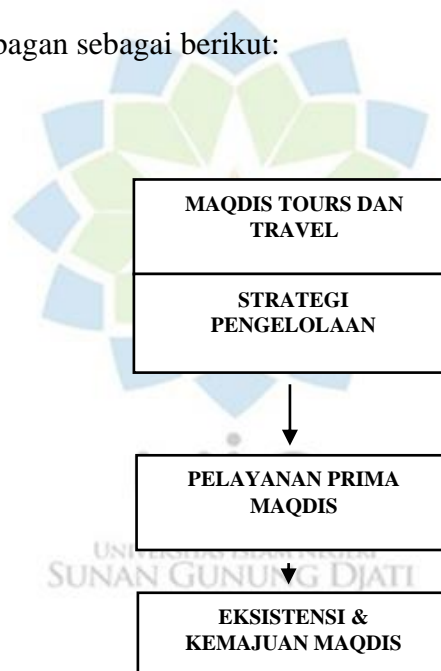 bagan sebagai berikut:
MAQDIS TOURS DAN
TRAVEL
STRATEGI
PENGELOLAAN
PELAYANAN PRIMA
MAQDIS
SUNAN GUNUNG DJATI
EKSISTENSI &
KEMAJUAN MAQDIS